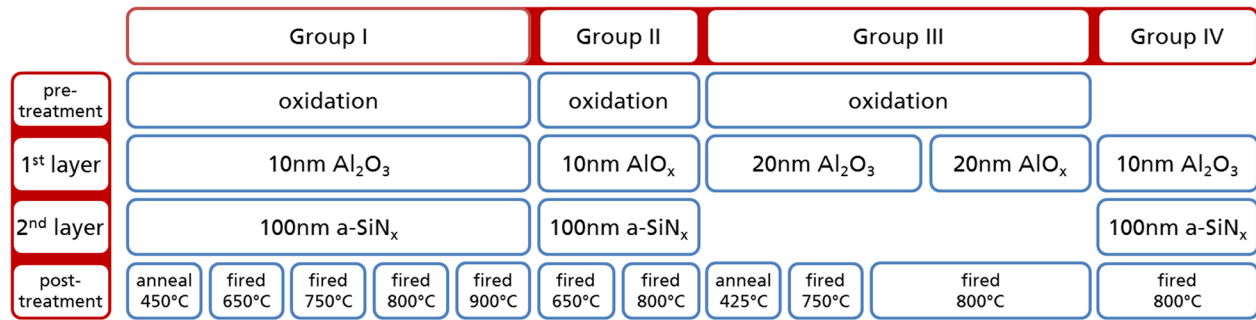 Group I Group II Group III Group IV
pre-
treatment oxidation oxidation oxidation
1st layer 10nm Al₂O₃ 10nm AlOₓ 20nm Al₂O₃ 20nm AlOₓ 10nm Al₂O₃
2nd layer 100nm a-SiNₓ 100nm a-SiNₓ 100nm a-SiNₓ
post-
treatment
anneal
450°C
fired
650°C
fired
750°C
fired
800°C
fired
900°C
fired
650°C
fired
800°C
anneal
425°C
fired
750°C
fired
800°C
fired
800°C